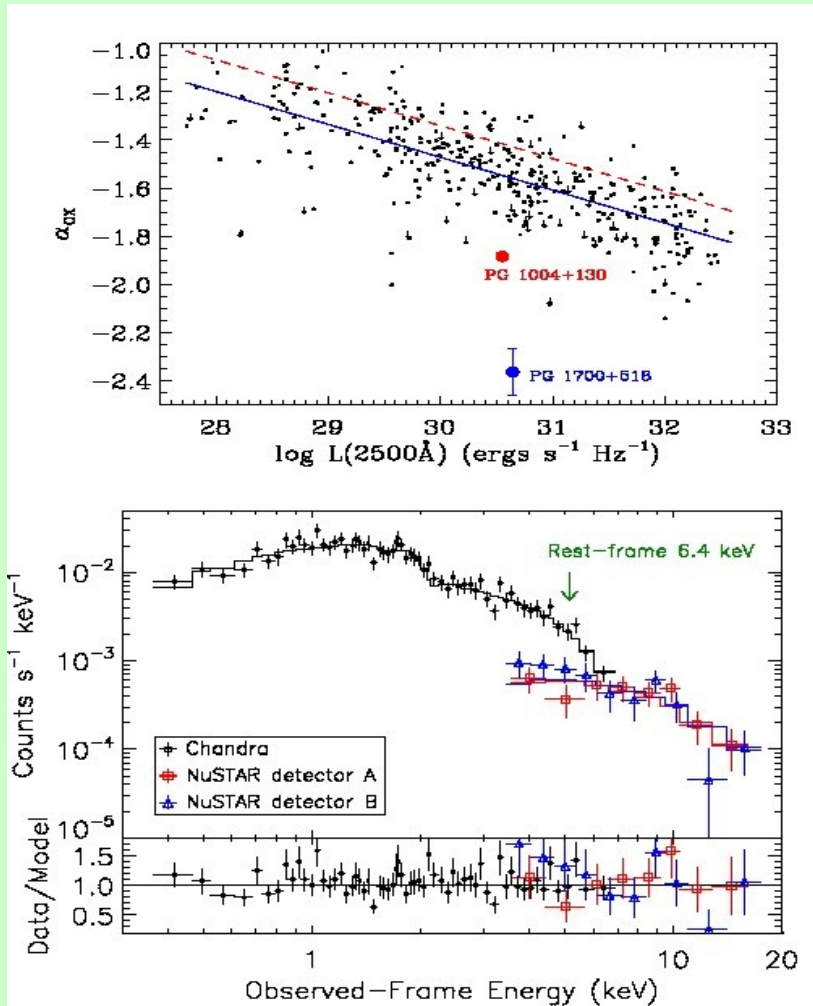 -1.0
-1.2
-1.4
-1.6
-1.8
-2.0
-2.2
-2.4
αox
PG 1004+130
PG 1700+518
28 29 30 31 32 33
log L(2500Å) (ergs s⁻¹ Hz⁻¹)
10⁻²
10⁻³
10⁻⁴
10⁻⁵
Counts s⁻¹ keV⁻¹
Rest-frame 6.4 keV
Chandra
NuSTAR detector A
NuSTAR detector B
1.5
1.0
0.5
Data/Model
1 10 20
Observed-Frame Energy (keV)